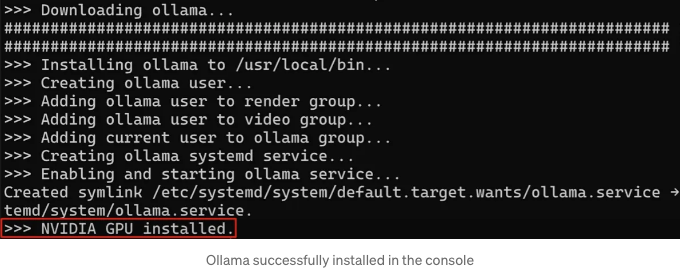 >>> Downloading ollama...
########################################################################
########################################################################
>>> Installing ollama to /usr/local/bin...
>>> Creating ollama user...
>>> Adding ollama user to render group...
>>> Adding ollama user to video group...
>>> Adding current user to ollama group...
>>> Creating ollama systemd service...
>>> Enabling and starting ollama service...
Created symlink /etc/systemd/system/default.target.wants/ollama.service →
temd/system/ollama.service.
>>> NVIDIA GPU installed.
Ollama successfully installed in the console